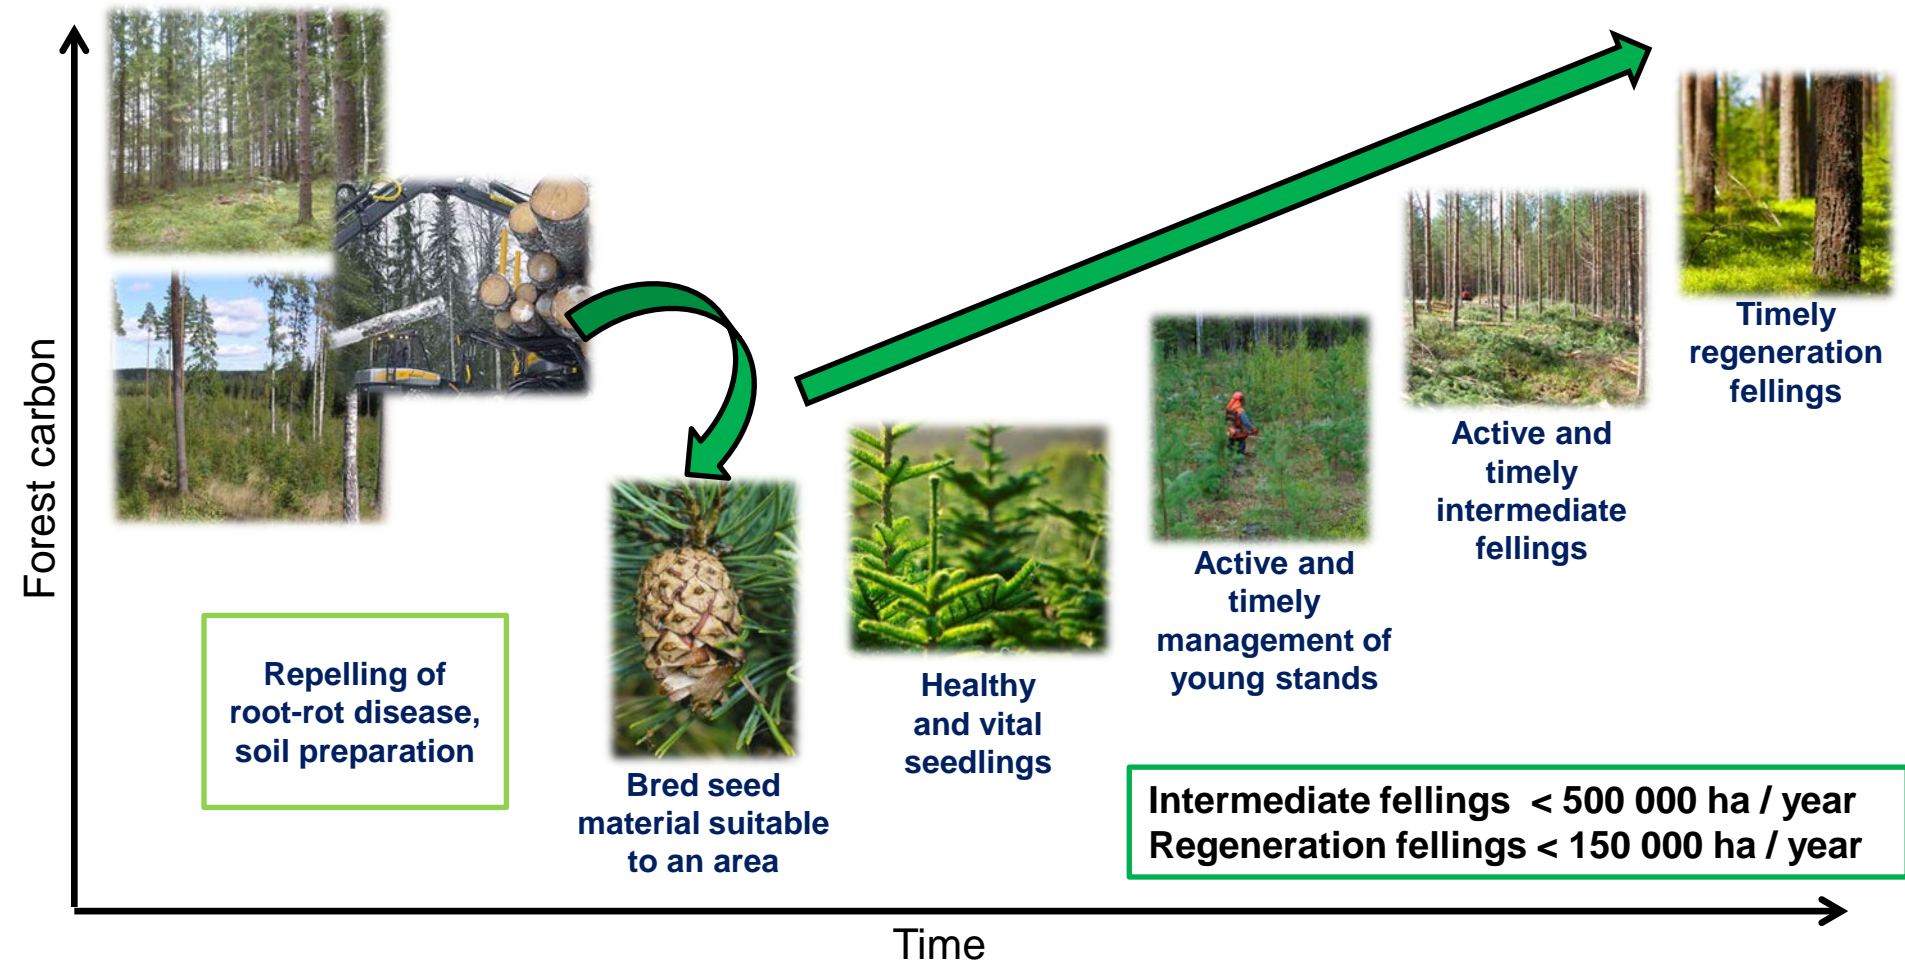 Forest carbon
Repelling of
root-rot disease,
soil preparation
Bred seed
material suitable
to an area
Healthy
and vital
seedlings
Active and
timely
management of
young stands
Active and
timely
intermediate
fellings
Timely
regeneration
fellings
Intermediate fellings < 500 000 ha / year
Regeneration fellings < 150 000 ha / year
Time